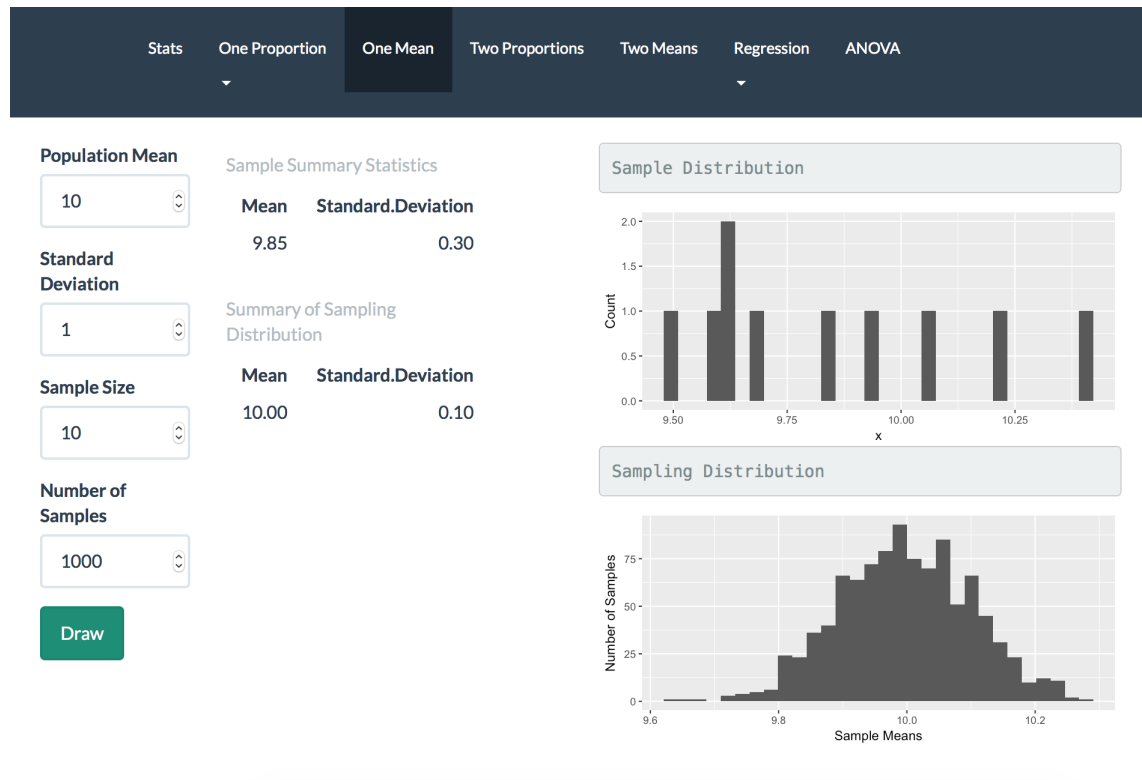 Stats
One Proportion
One Mean
Two Proportions
Two Means
Regression
ANOVA
Population Mean
10
Standard
Deviation
1
Sample Size
10
Number of
Samples
1000
Draw
Sample Summary Statistics
Mean Standard.Deviation
9.85 0.30
Summary of Sampling
Distribution
Mean Standard.Deviation
10.00 0.10
Sample Distribution
2.0
1.5
1.0
0.5
0.0
Count
9.50 9.75 10.00 10.25
x
Sampling Distribution
75
50
25
0
Number of Samples
9.6 9.8 10.0 10.2
Sample Means